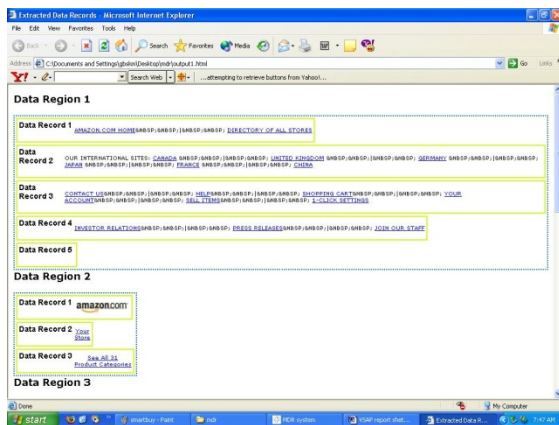 Extracted Data Records - Microsoft Internet Explorer
File Edit View Favorites Tools Help
Back Search Favorites Media
Address C:\Documents and Settings\gbskn\Desktop\mdr\output1.html Go Links
Y! Search Web ...attempting to retrieve buttons from Yahoo!...
Data Region 1
Data Record 1 AMAZON.COM HOME&NBSP;&NBSP;|&NBSP;&NBSP; DIRECTORY OF ALL STORES
Data
Record 2 OUR INTERNATIONAL SITES: CANADA &NBSP;&NBSP;|&NBSP;&NBSP; UNITED KINGDOM &NBSP;&NBSP;|&NBSP;&NBSP; GERMANY &NBSP;&NBSP;|&NBSP;&NBSP;
JAPAN &NBSP;&NBSP;|&NBSP;&NBSP; FRANCE &NBSP;&NBSP;|&NBSP;&NBSP; CHINA
Data
Record 3 CONTACT US&NBSP;&NBSP;|&NBSP;&NBSP; HELP&NBSP;&NBSP;|&NBSP;&NBSP; SHOPPING CART&NBSP;&NBSP;|&NBSP;&NBSP; YOUR
ACCOUNT&NBSP;&NBSP;|&NBSP;&NBSP; SELL ITEMS&NBSP;&NBSP;|&NBSP;&NBSP; 1-CLICK SETTINGS
Data Record 4 INVESTOR RELATIONS&NBSP;&NBSP;|&NBSP;&NBSP; PRESS RELEASES&NBSP;&NBSP;|&NBSP;&NBSP; JOIN OUR STAFF
Data Record 5
Data Region 2
Data Record 1 amazon.com
Data Record 2 Your
Store
Data Record 3 See All 31
Product Categories
Data Region 3
Done My Computer
start smartbuy - Paint mdr MDR system VSAP report shet... Extracted Data R... 7:47 AM